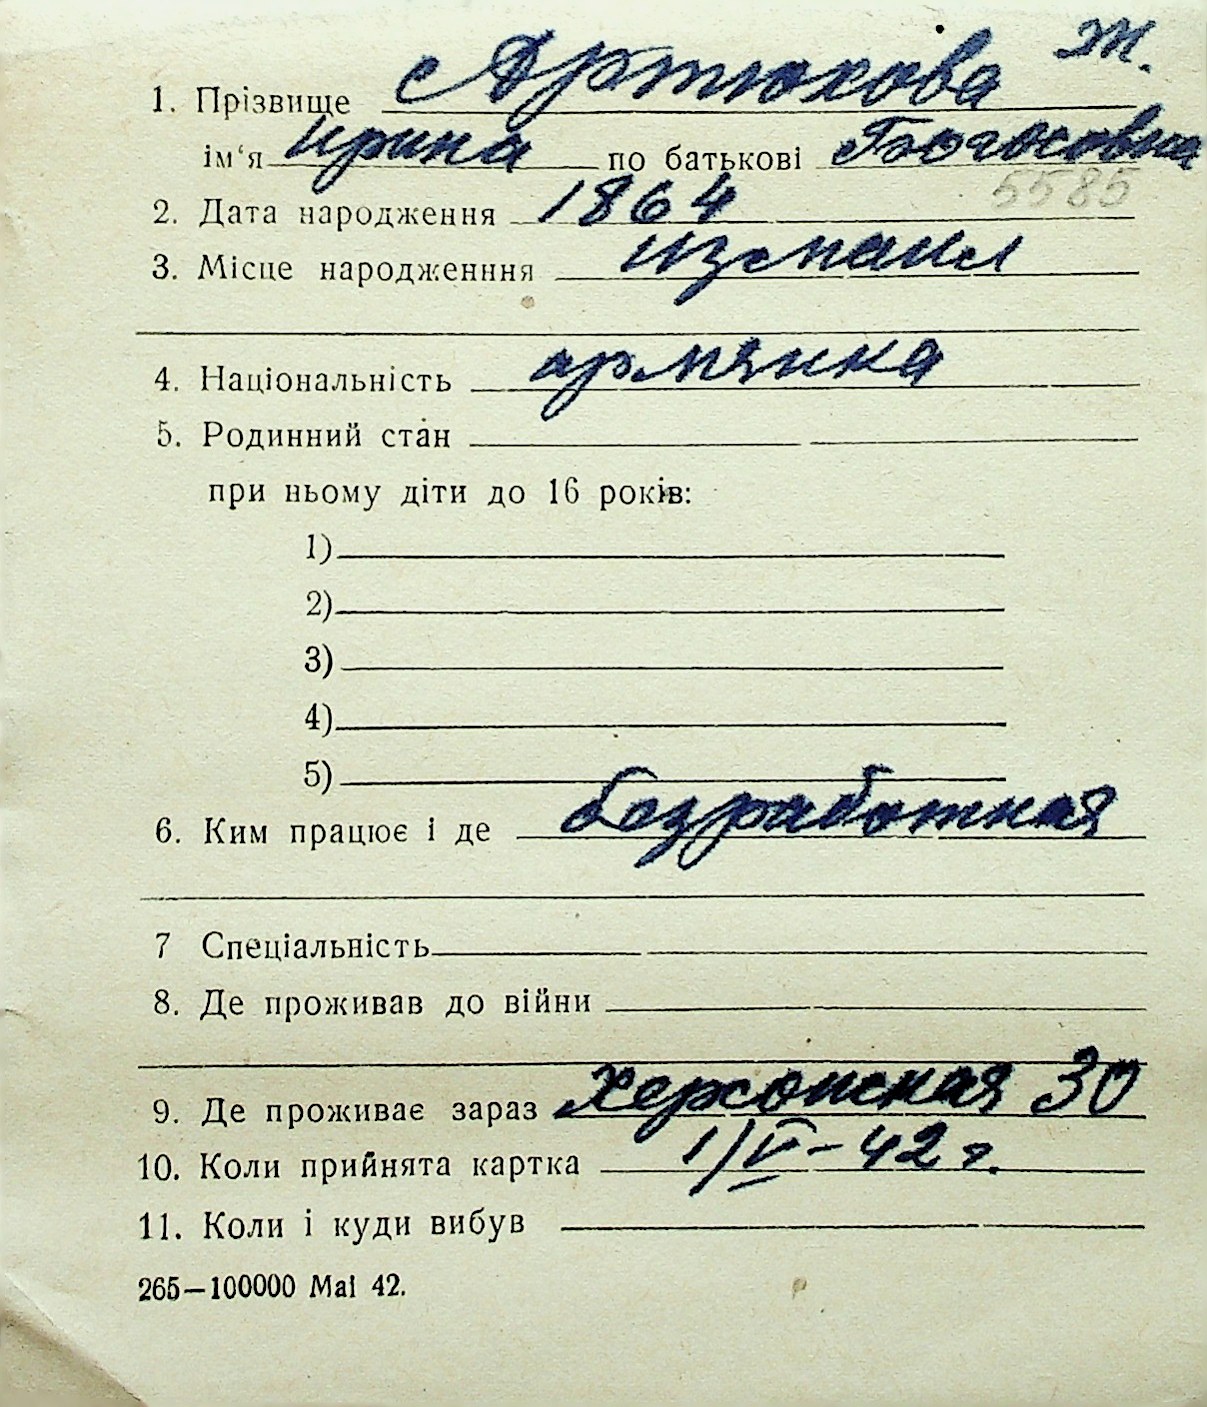 ж.
1. Прізвище Артюхова
ім‘я Ирина по батькові Богосовна
5585
2. Дата народження 1864
3. Місце народженння Измаил
4. Національність армянка
5. Родинний стан
при ньому діти до 16 років:
1)
2)
3)
4)
5)
6. Ким працює і де безработная
7 Спеціальність
8. Де проживав до війни
9. Де проживає зараз Херсонская 30
10. Коли прийнята картка 1/V-42 г.
11. Коли і куди вибув
265—100000 Маі 42.